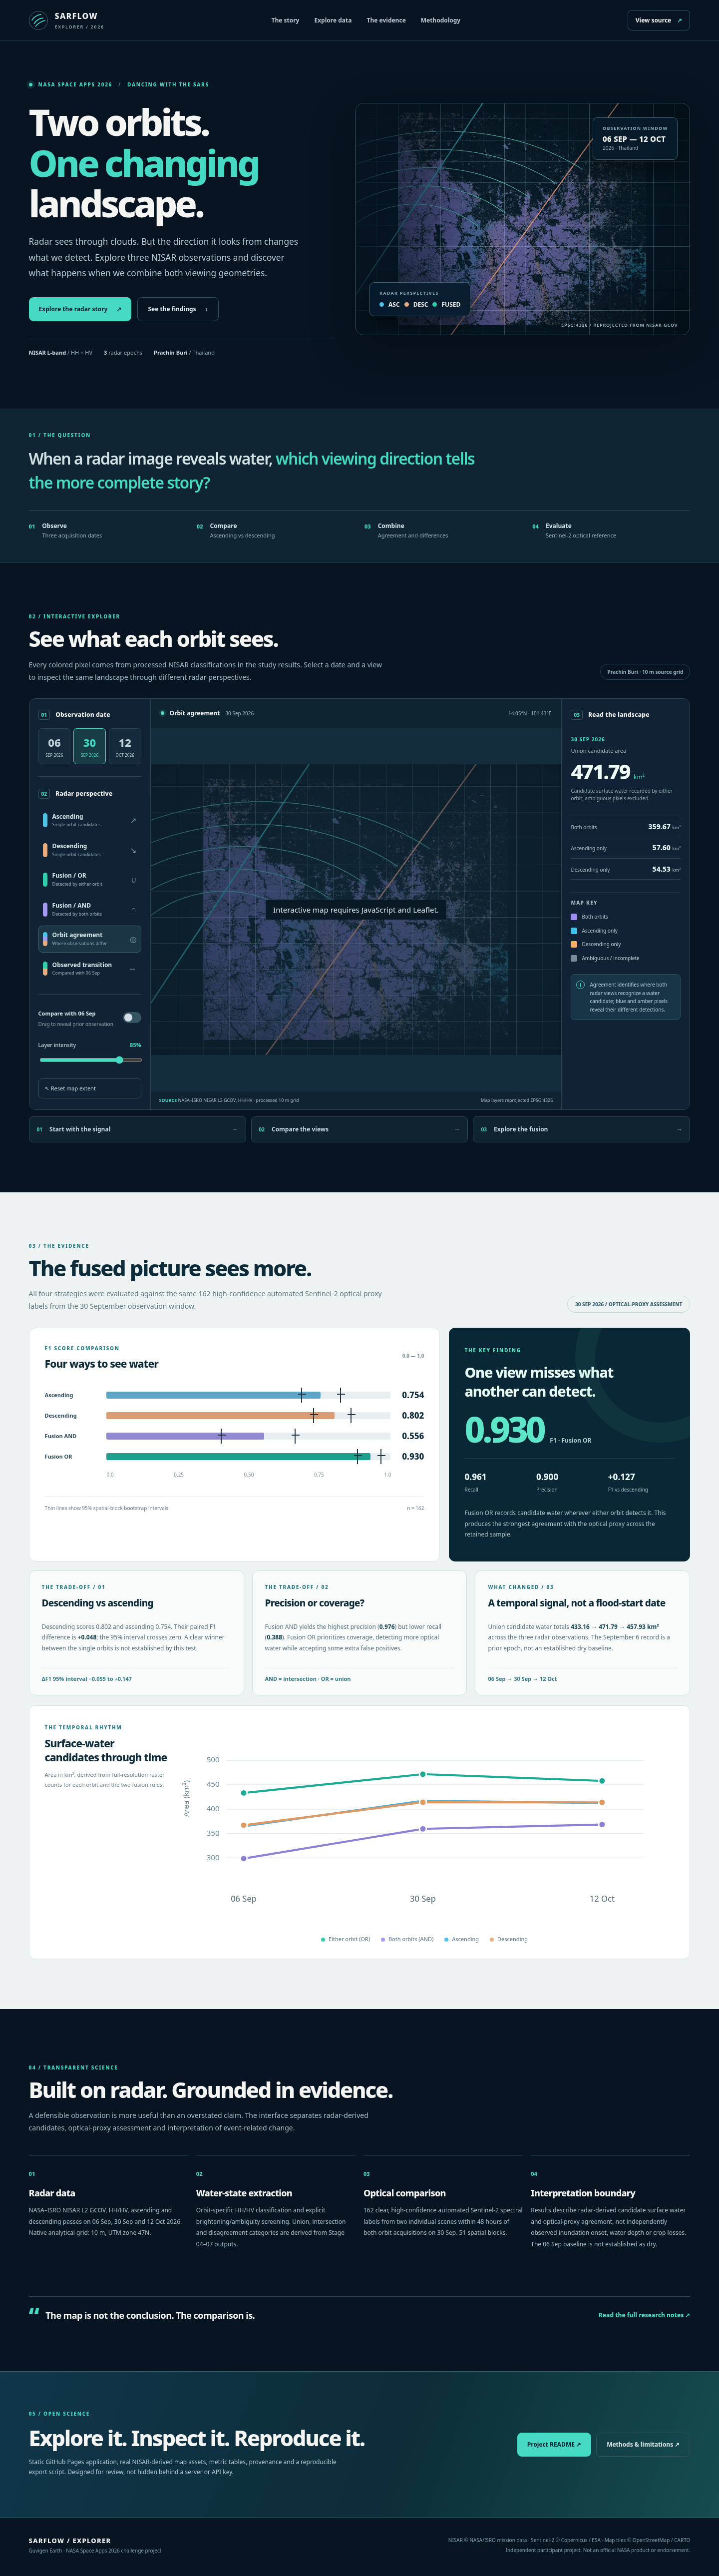 SARFLOW
EXPLORER / 2026
The story
Explore data
The evidence
Methodology
View source ↗
NASA SPACE APPS 2026 / DANCING WITH THE SARS
Two orbits.
One changing
landscape.
Radar sees through clouds. But the direction it looks from changes
what we detect. Explore three NISAR observations and discover
what happens when we combine both viewing geometries.
Explore the radar story ↗
See the findings ↓
NISAR L-band / HH + HV
3 radar epochs
Prachin Buri / Thailand
OBSERVATION WINDOW
06 SEP — 12 OCT
2026 · Thailand
RADAR PERSPECTIVES
ASC DESC FUSED
EPSG:4326 / REPROJECTED FROM NISAR GCOV
01 / THE QUESTION
When a radar image reveals water, which viewing direction tells
the more complete story?
01 Observe
Three acquisition dates
02 Compare
Ascending vs descending
03 Combine
Agreement and differences
04 Evaluate
Sentinel-2 optical reference
02 / INTERACTIVE EXPLORER
See what each orbit sees.
Every colored pixel comes from processed NISAR classifications in the study results. Select a date and a view
to inspect the same landscape through different radar perspectives.
Prachin Buri · 10 m source grid
01 Observation date
06
SEP 2026
30
SEP 2026
12
OCT 2026
02 Radar perspective
Ascending
Single-orbit candidates
↗
Descending
Single-orbit candidates
↘
Fusion / OR
Detected by either orbit
∪
Fusion / AND
Detected by both orbits
∩
Orbit agreement
Where observations differ
◎
Observed transition
Compared with 06 Sep
↔
Compare with 06 Sep
Drag to reveal prior observation
Layer intensity 85%
↖ Reset map extent
Orbit agreement 30 Sep 2026
14.05°N · 101.43°E
Interactive map requires JavaScript and Leaflet.
SOURCE NASA–ISRO NISAR L2 GCOV, HH/HV · processed 10 m grid
Map layers reprojected EPSG:4326
03 Read the landscape
30 SEP 2026
Union candidate area
471.79 km²
Candidate surface water recorded by either
orbit; ambiguous pixels excluded.
Both orbits 359.67 km²
Ascending only 57.60 km²
Descending only 54.53 km²
MAP KEY
Both orbits
Ascending only
Descending only
Ambiguous / incomplete
i
Agreement identifies where both
radar views recognize a water
candidate; blue and amber pixels
reveal their different detections.
01 Start with the signal →
02 Compare the views →
03 Explore the fusion →
03 / THE EVIDENCE
The fused picture sees more.
All four strategies were evaluated against the same 162 high-confidence automated Sentinel-2 optical proxy
labels from the 30 September observation window.
30 SEP 2026 / OPTICAL-PROXY ASSESSMENT
F1 SCORE COMPARISON
Four ways to see water
0.0 — 1.0
Ascending 0.754
Descending 0.802
Fusion AND 0.556
Fusion OR 0.930
0.0 0.25 0.50 0.75 1.0
Thin lines show 95% spatial-block bootstrap intervals
n = 162
THE KEY FINDING
One view misses what
another can detect.
0.930 F1 · Fusion OR
0.961
Recall
0.900
Precision
+0.127
F1 vs descending
Fusion OR records candidate water wherever either orbit detects it. This
produces the strongest agreement with the optical proxy across the
retained sample.
THE TRADE-OFF / 01
Descending vs ascending
Descending scores 0.802 and ascending 0.754. Their paired F1
difference is +0.048; the 95% interval crosses zero. A clear winner
between the single orbits is not established by this test.
ΔF1 95% interval −0.055 to +0.147
THE TRADE-OFF / 02
Precision or coverage?
Fusion AND yields the highest precision (0.976) but lower recall
(0.388). Fusion OR prioritizes coverage, detecting more optical
water while accepting some extra false positives.
AND = intersection · OR = union
WHAT CHANGED / 03
A temporal signal, not a flood-start date
Union candidate water totals 433.16 → 471.79 → 457.93 km²
across the three radar observations. The September 6 record is a
prior epoch, not an established dry baseline.
06 Sep → 30 Sep → 12 Oct
THE TEMPORAL RHYTHM
Surface-water
candidates through time
Area in km², derived from full-resolution raster
counts for each orbit and the two fusion rules.
Area (km²)
500
450
400
350
300
06 Sep 30 Sep 12 Oct
Either orbit (OR) Both orbits (AND) Ascending Descending
04 / TRANSPARENT SCIENCE
Built on radar. Grounded in evidence.
A defensible observation is more useful than an overstated claim. The interface separates radar-derived
candidates, optical-proxy assessment and interpretation of event-related change.
01
Radar data
NASA–ISRO NISAR L2 GCOV, HH/HV, ascending and
descending passes on 06 Sep, 30 Sep and 12 Oct 2026.
Native analytical grid: 10 m, UTM zone 47N.
02
Water-state extraction
Orbit-specific HH/HV classification and explicit
brightening/ambiguity screening. Union, intersection
and disagreement categories are derived from Stage
04–07 outputs.
03
Optical comparison
162 clear, high-confidence automated Sentinel-2 spectral
labels from two individual scenes within 48 hours of
both orbit acquisitions on 30 Sep. 51 spatial blocks.
04
Interpretation boundary
Results describe radar-derived candidate surface water
and optical-proxy agreement, not independently
observed inundation onset, water depth or crop losses.
The 06 Sep baseline is not established as dry.
“ The map is not the conclusion. The comparison is.
Read the full research notes ↗
05 / OPEN SCIENCE
Explore it. Inspect it. Reproduce it.
Static GitHub Pages application, real NISAR-derived map assets, metric tables, provenance and a reproducible
export script. Designed for review, not hidden behind a server or API key.
Project README ↗
Methods & limitations ↗
SARFLOW / EXPLORER
Guvigen Earth · NASA Space Apps 2026 challenge project
NISAR © NASA/ISRO mission data · Sentinel-2 © Copernicus / ESA · Map tiles © OpenStreetMap / CARTO
Independent participant project. Not an official NASA product or endorsement.